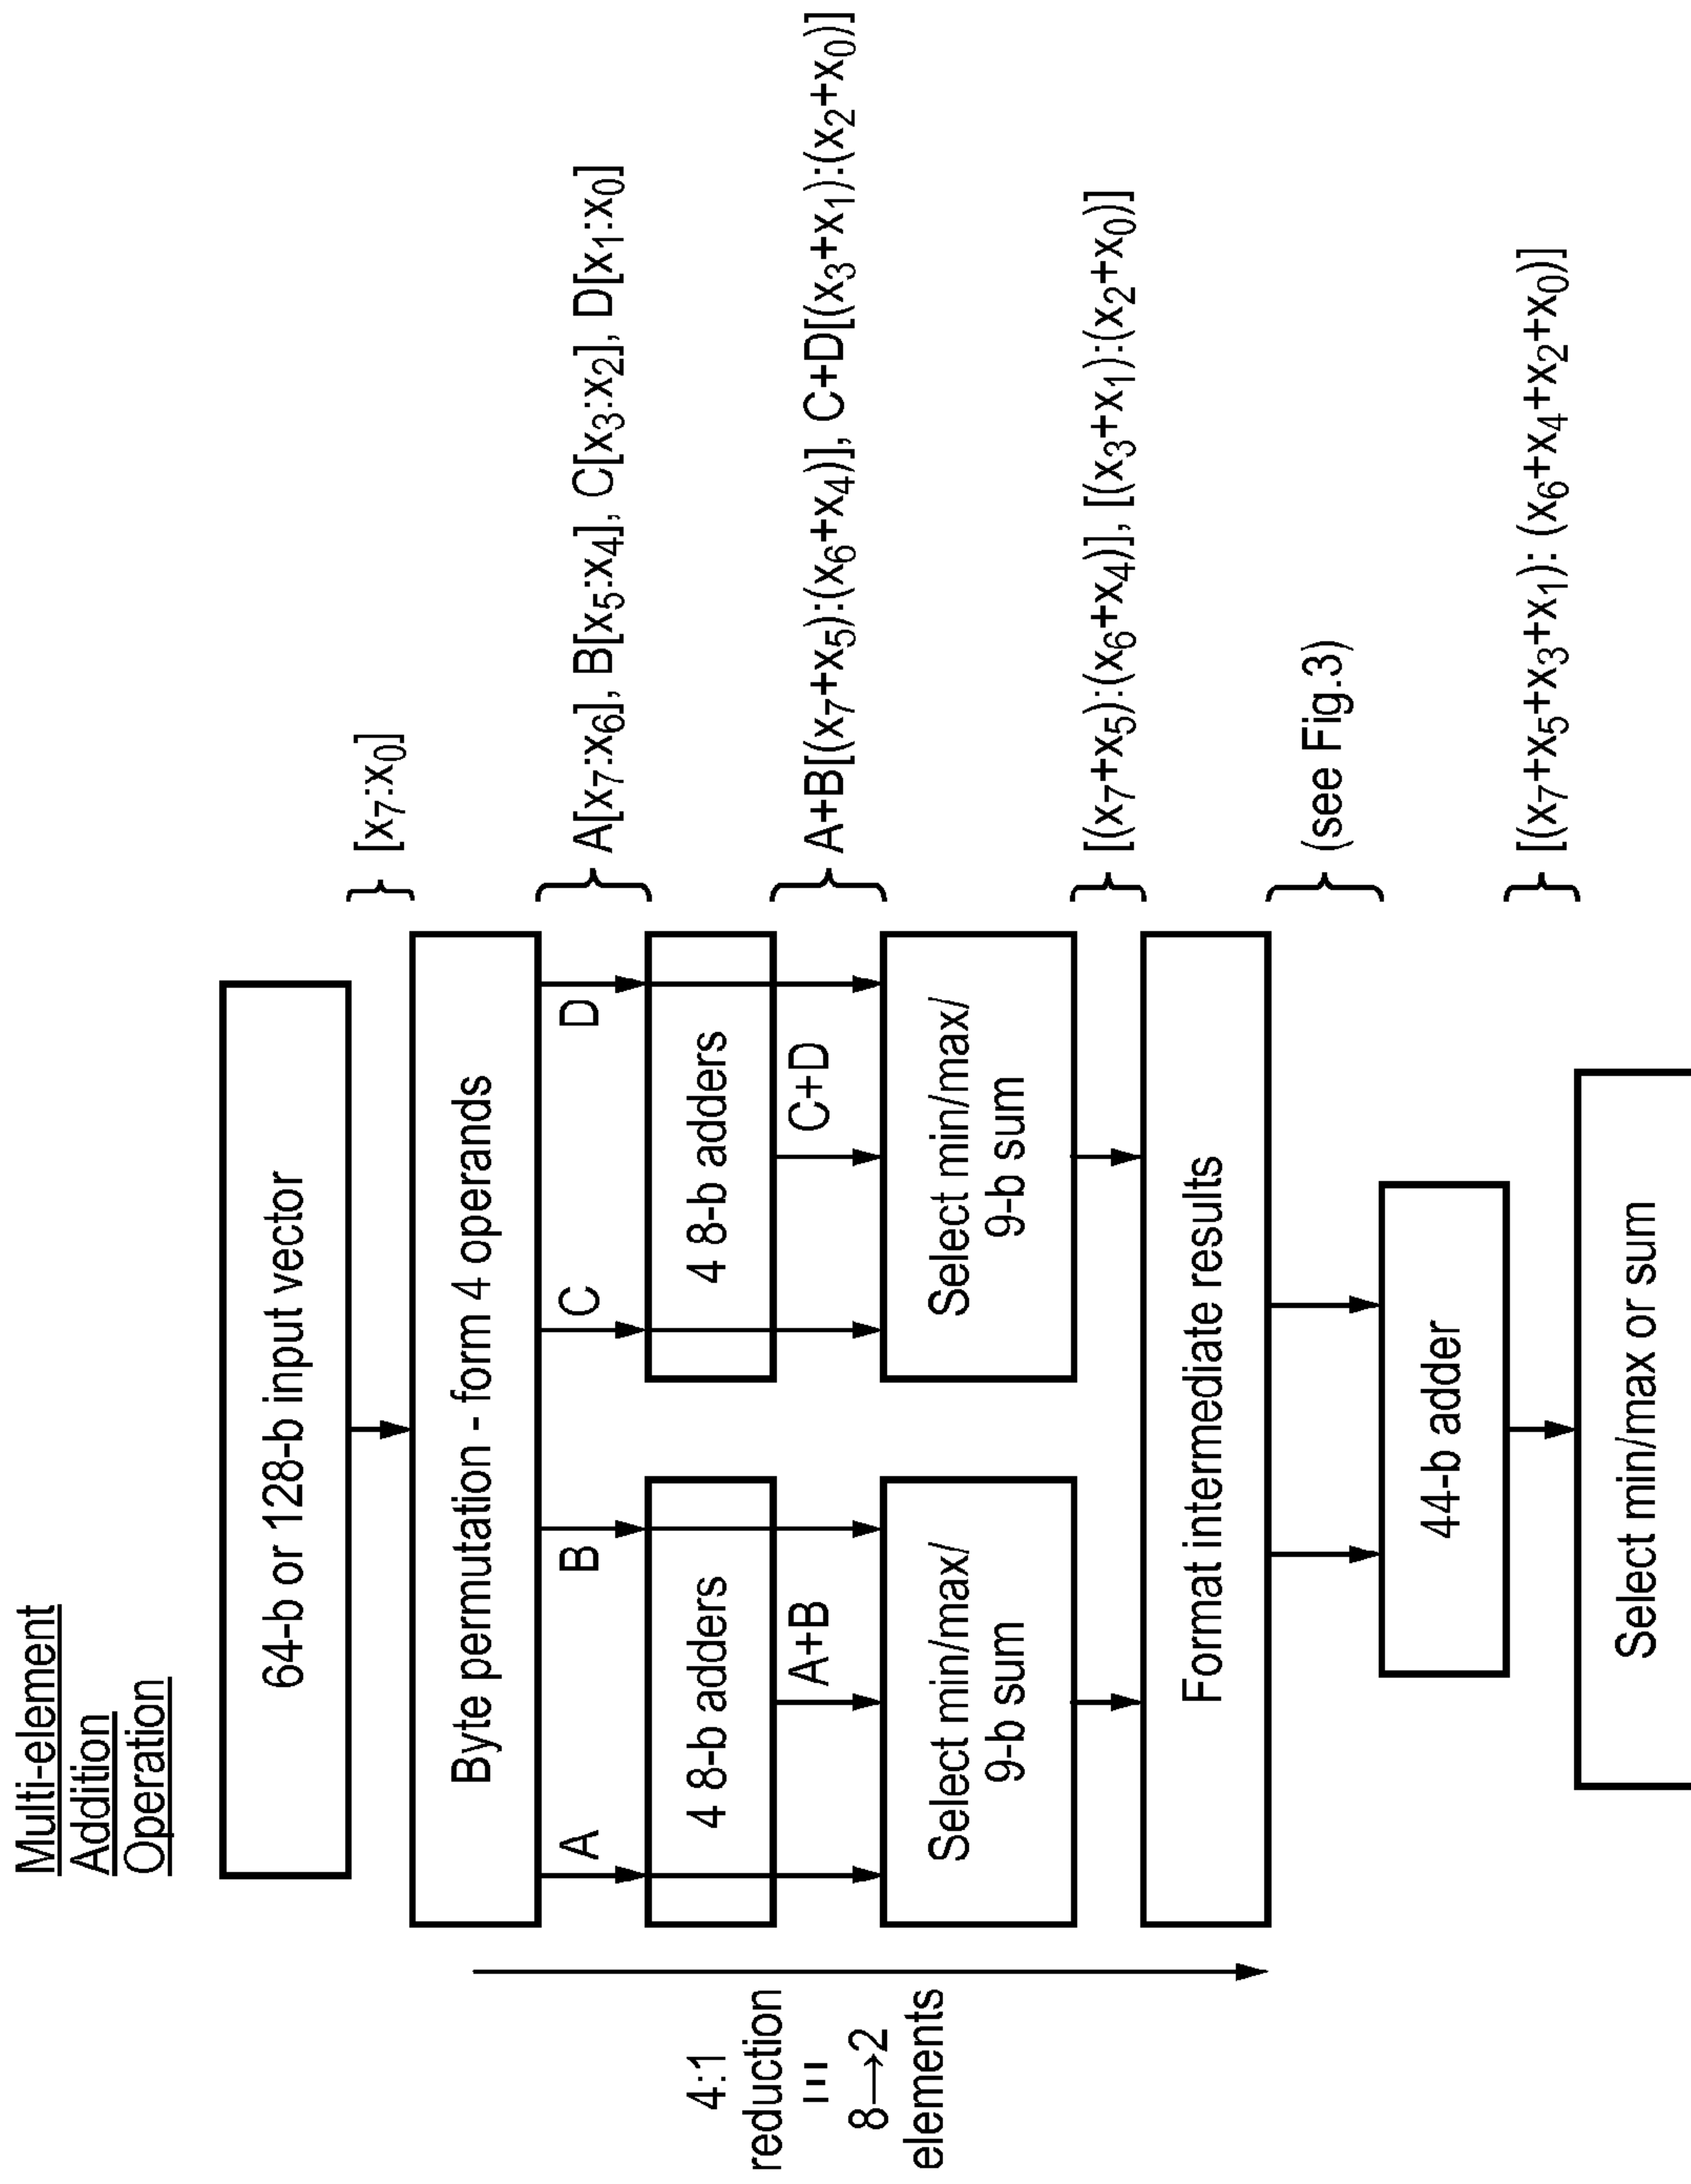 Multi-element
Addition
Operation
64-b or 128-b input vector
[x₇:x₀]
Byte permutation - form 4 operands
A
B
C
D
A[x₇:x₆], B[x₅:x₄], C[x₃:x₂], D[x₁:x₀]
4 8-b adders
4 8-b adders
A+B
C+D
A+B[(x₇+x₅):(x₆+x₄)], C+D[(x₃+x₁):(x₂+x₀)]
Select min/max/
9-b sum
Select min/max/
9-b sum
[(x₇+x₅):(x₆+x₄)], [(x₃+x₁):(x₂+x₀)]
4:1
reduction
≡
8→2
elements
Format intermediate results
(see Fig.3)
44-b adder
[(x₇+x₅+x₃+x₁): (x₆+x₄+x₂+x₀)]
Select min/max or sum